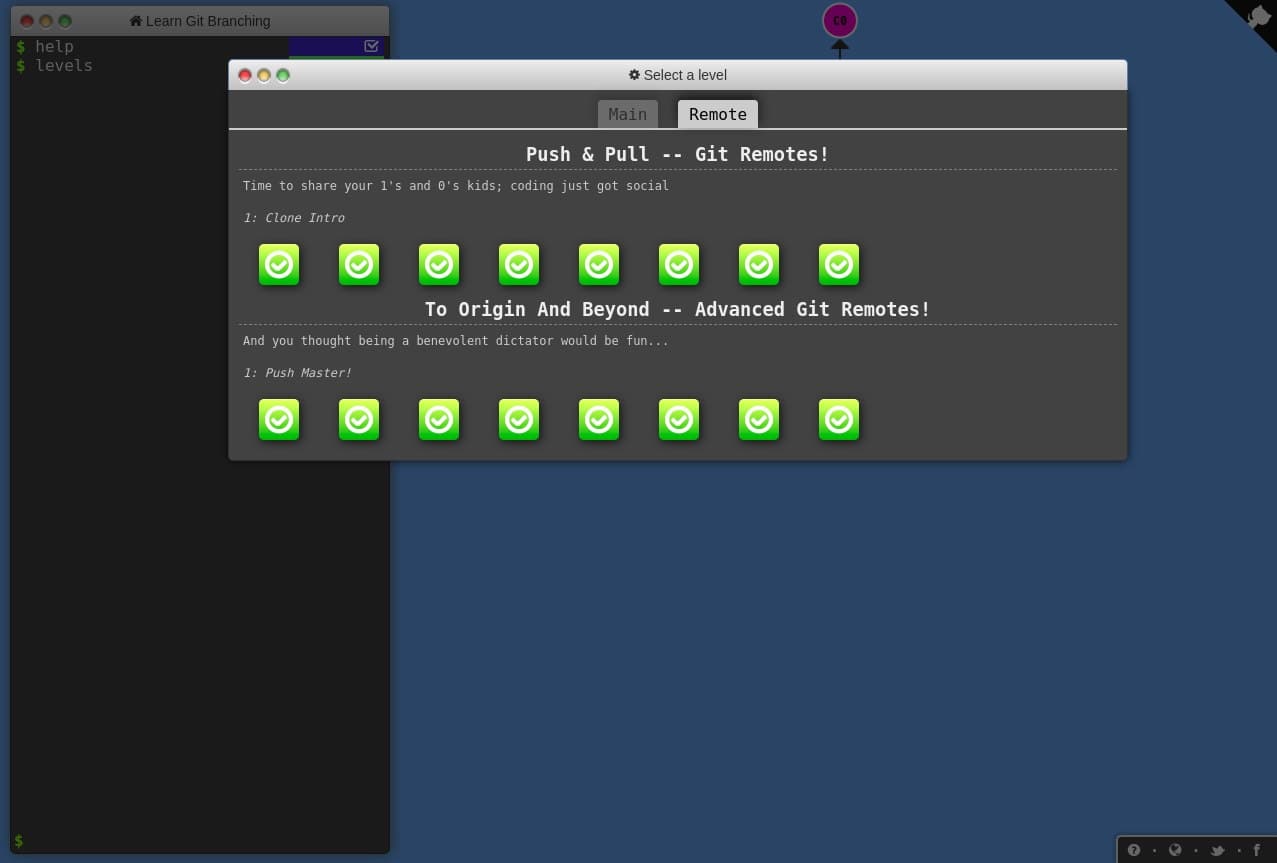 Learn Git Branching
$ help
$ levels
C0
Select a level
Main
Remote
Push & Pull -- Git Remotes!
Time to share your 1's and 0's kids; coding just got social
1: Clone Intro
To Origin And Beyond -- Advanced Git Remotes!
And you thought being a benevolent dictator would be fun...
1: Push Master!
$